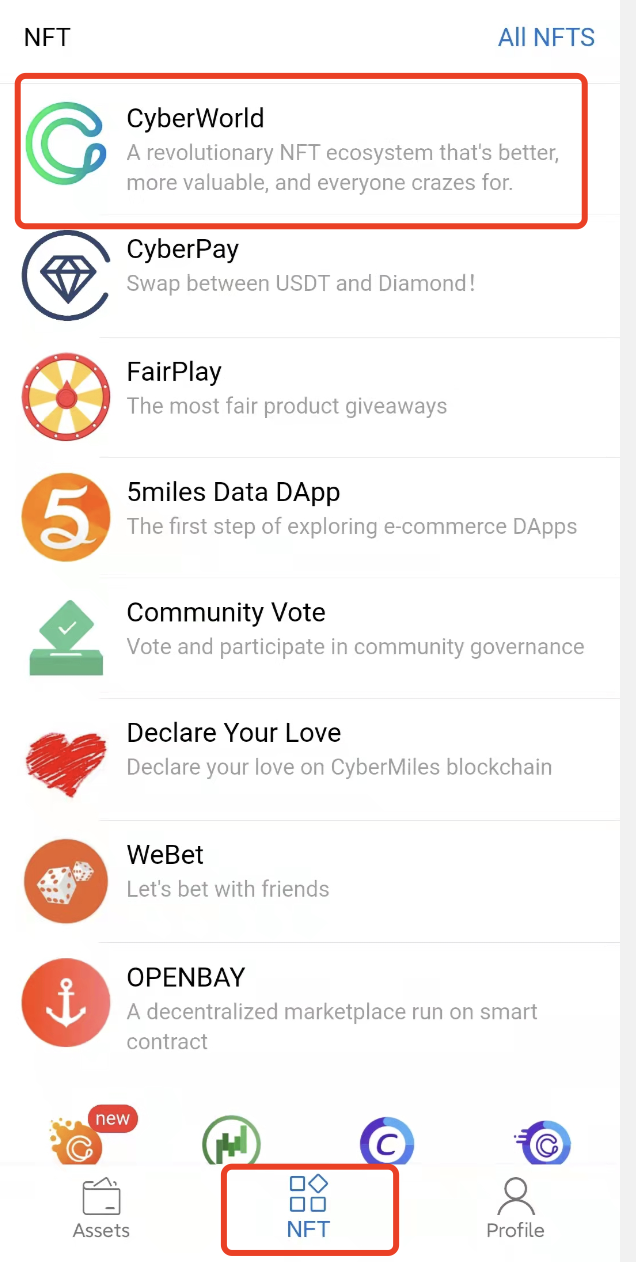 NFT
All NFTS
CyberWorld
A revolutionary NFT ecosystem that's better,
more valuable, and everyone crazes for.
CyberPay
Swap between USDT and Diamond！
FairPlay
The most fair product giveaways
5
5miles Data DApp
The first step of exploring e-commerce DApps
Community Vote
Vote and participate in community governance
Declare Your Love
Declare your love on CyberMiles blockchain
WeBet
Let's bet with friends
OPENBAY
A decentralized marketplace run on smart
contract
new
Assets
NFT
Profile